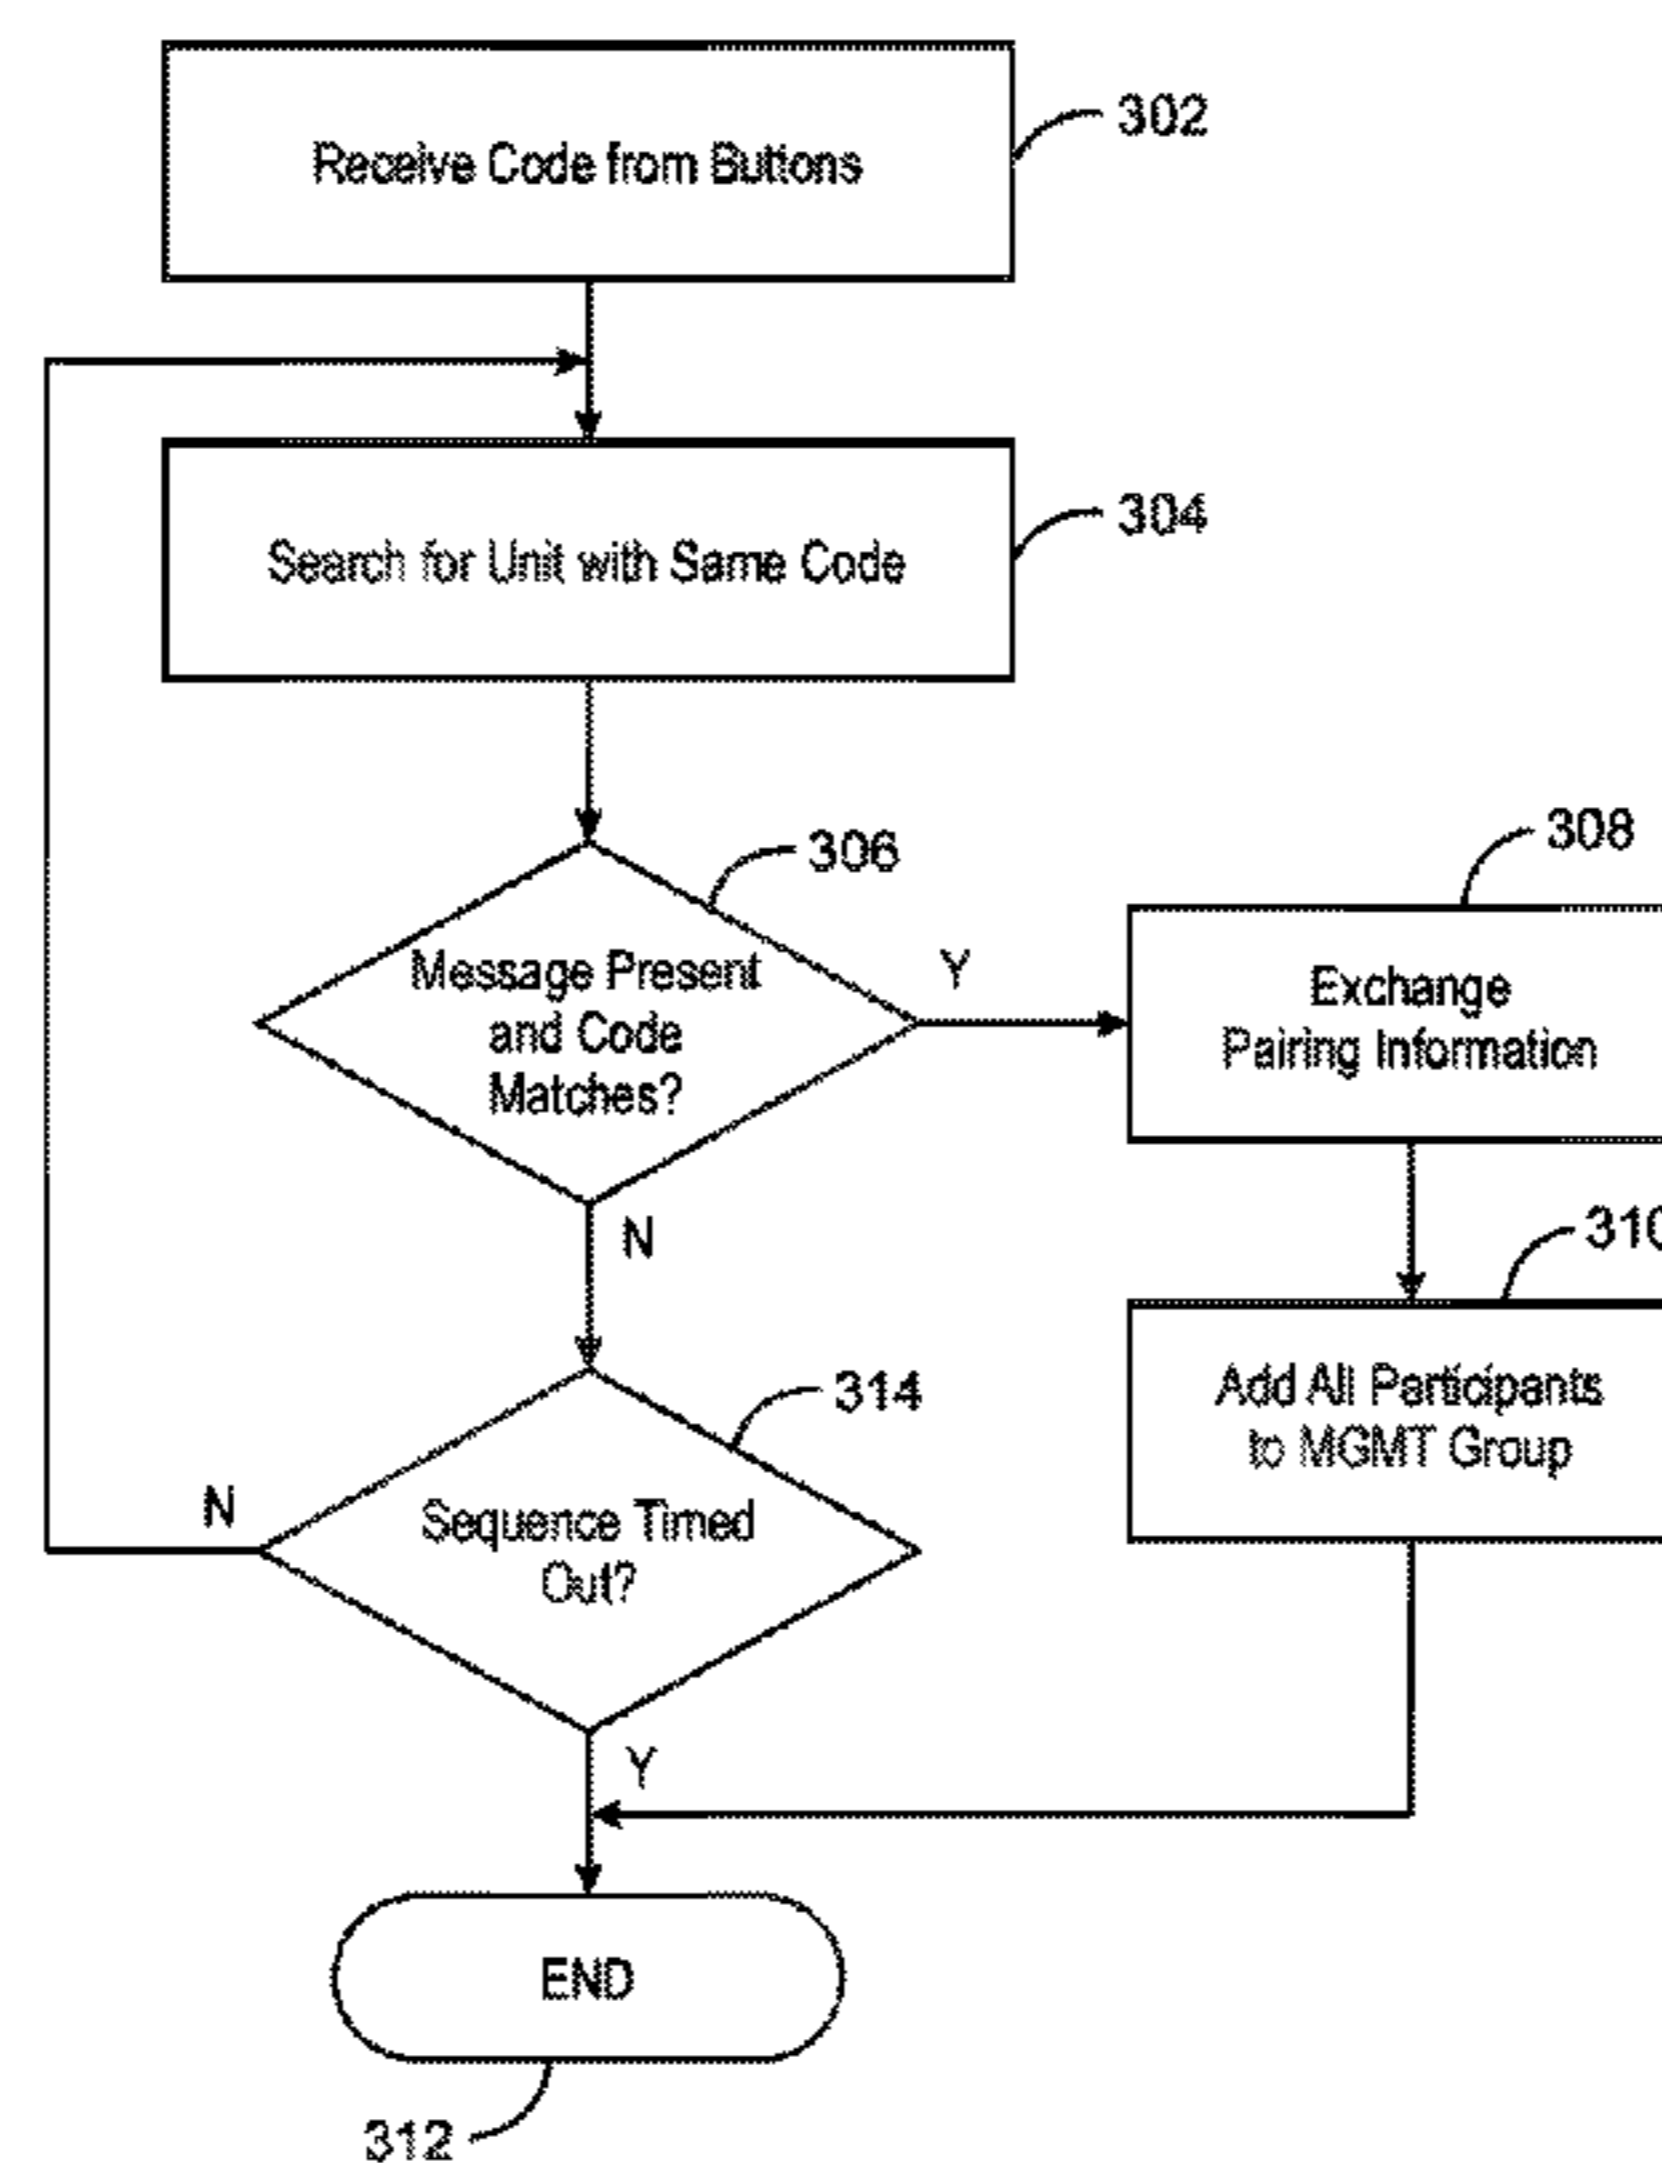 302
Receive Code from Buttons
304
Search for Unit with Same Code
306
308
Message Present
and Code
Matches?
Y
Exchange
Pairing Information
N
310
314
Add All Participants
to MGMT Group
N
Sequence Timed
Out?
Y
END
312